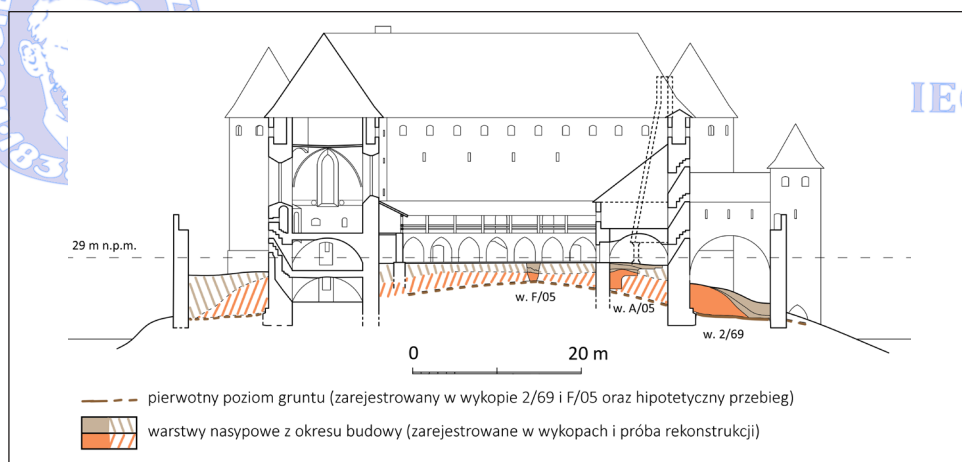 IE
29 m n.p.m.
w. F/05
w. A/05
w. 2/69
0 20 m
pierwotny poziom gruntu (zarejestrowany w wykopie 2/69 i F/05 oraz hipotetyczny przebieg)
warstwy nasypowe z okresu budowy (zarejestrowane w wykopach i próba rekonstrukcji)